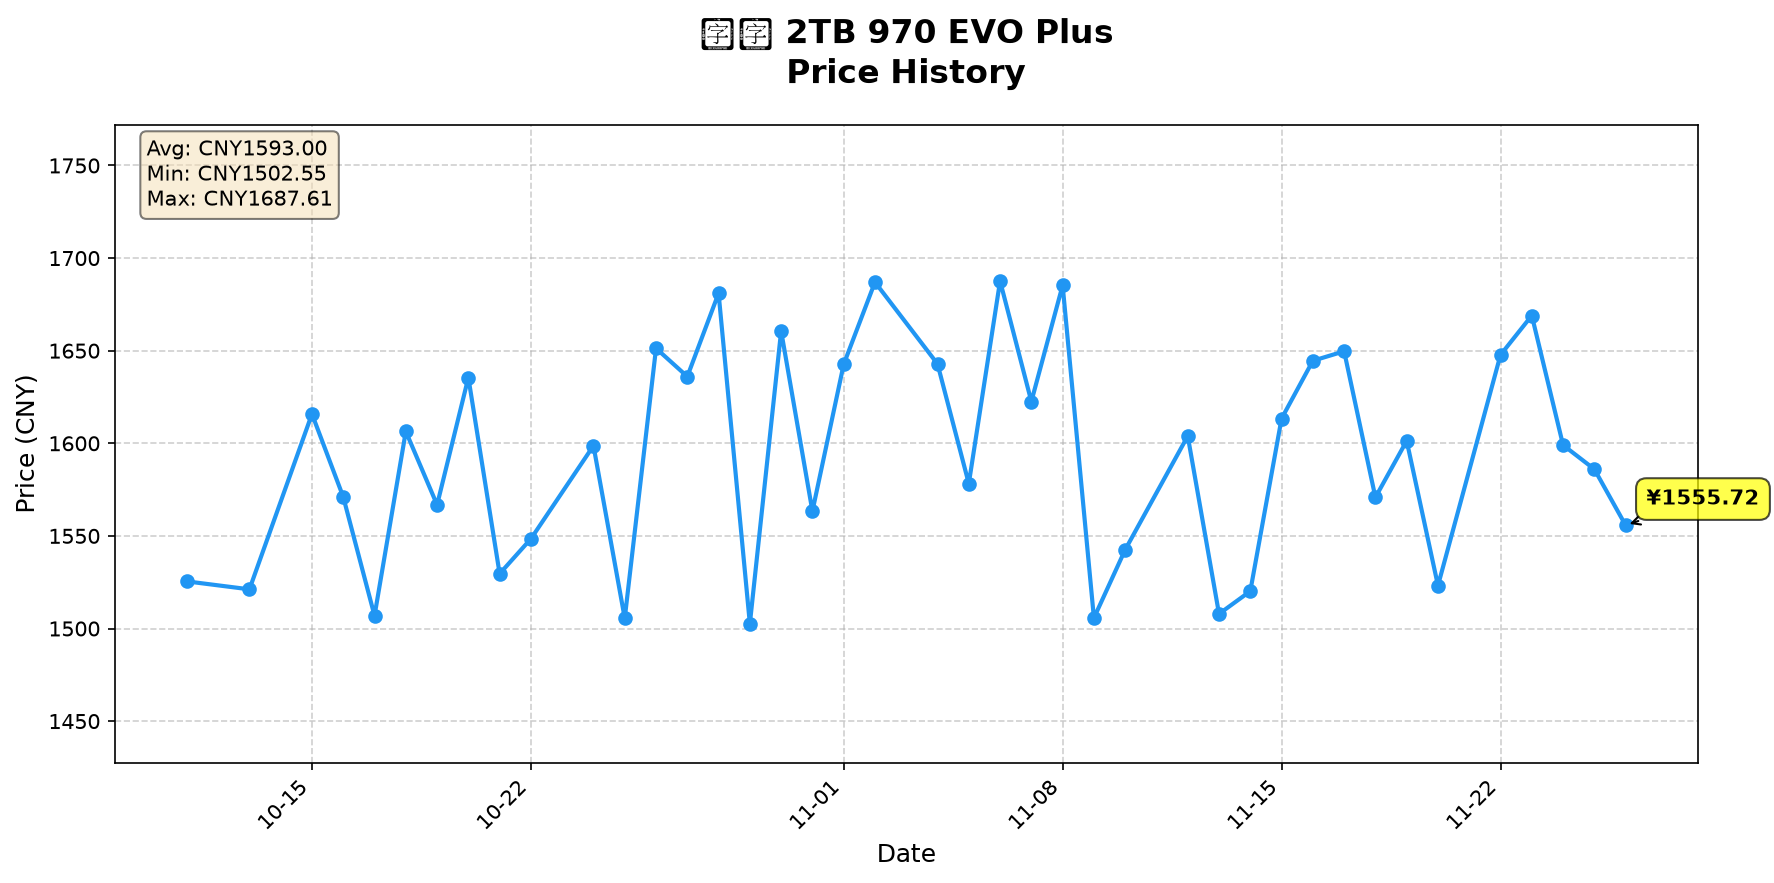 2TB 970 EVO Plus
Price History
Avg: CNY1593.00
Min: CNY1502.55
Max: CNY1687.61
Price (CNY)
1750
1700
1650
1600
1550
1500
1450
¥1555.72
10-15
10-22
11-01
11-08
11-15
11-22
Date